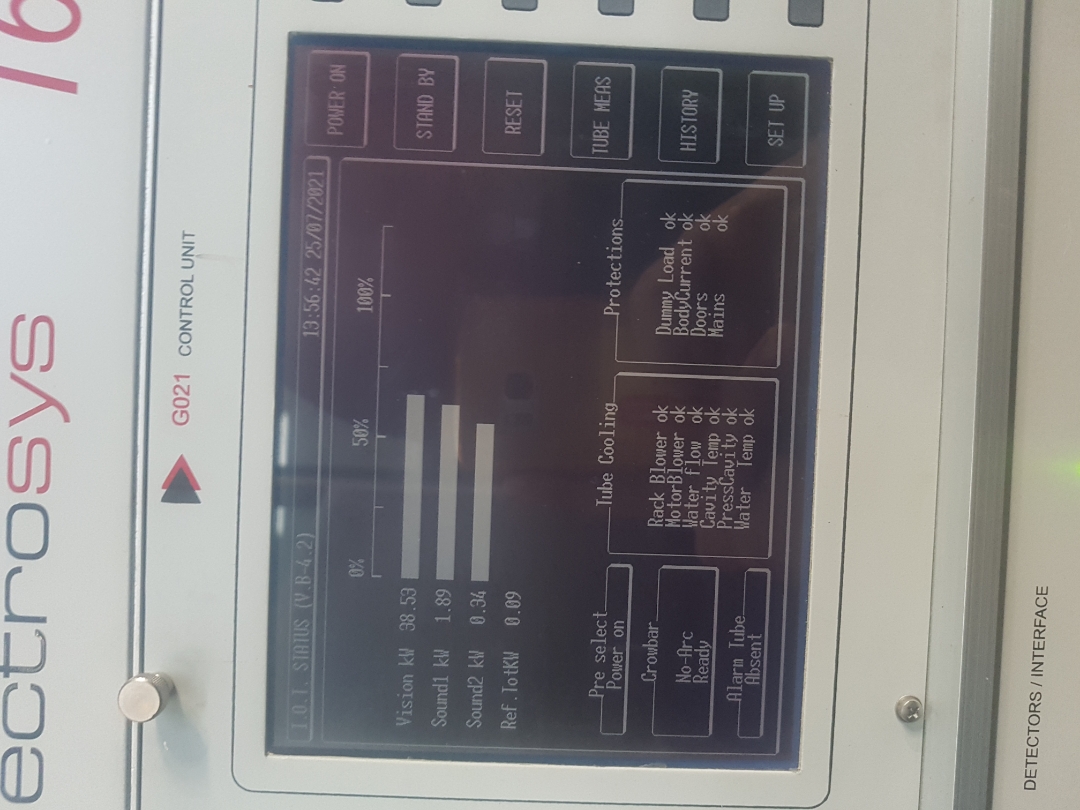 ectrosys
G021 CONTROL UNIT
I.O.T. STATUS (V.B-4.2) 13:56:42 25/07/2021
POWER ON
0% 50% 100%
Vision kW 38.53
STAND BY
Sound1 kW 1.89
Sound2 kW 0.34
Ref.TotKW 0.09
RESET
TUBE MEAS
Pre select
Power on
Crowbar
No-Arc
Ready
Alarm Tube
Absent
Tube Cooling
Rack Blower ok
MotorBlower ok
Water flow ok
Cavity Temp ok
PressCavity ok
Water Temp ok
Protections
Dummy Load ok
BodyCurrent ok
Doors ok
Mains ok
HISTORY
SET UP
DETECTORS / INTERFACE